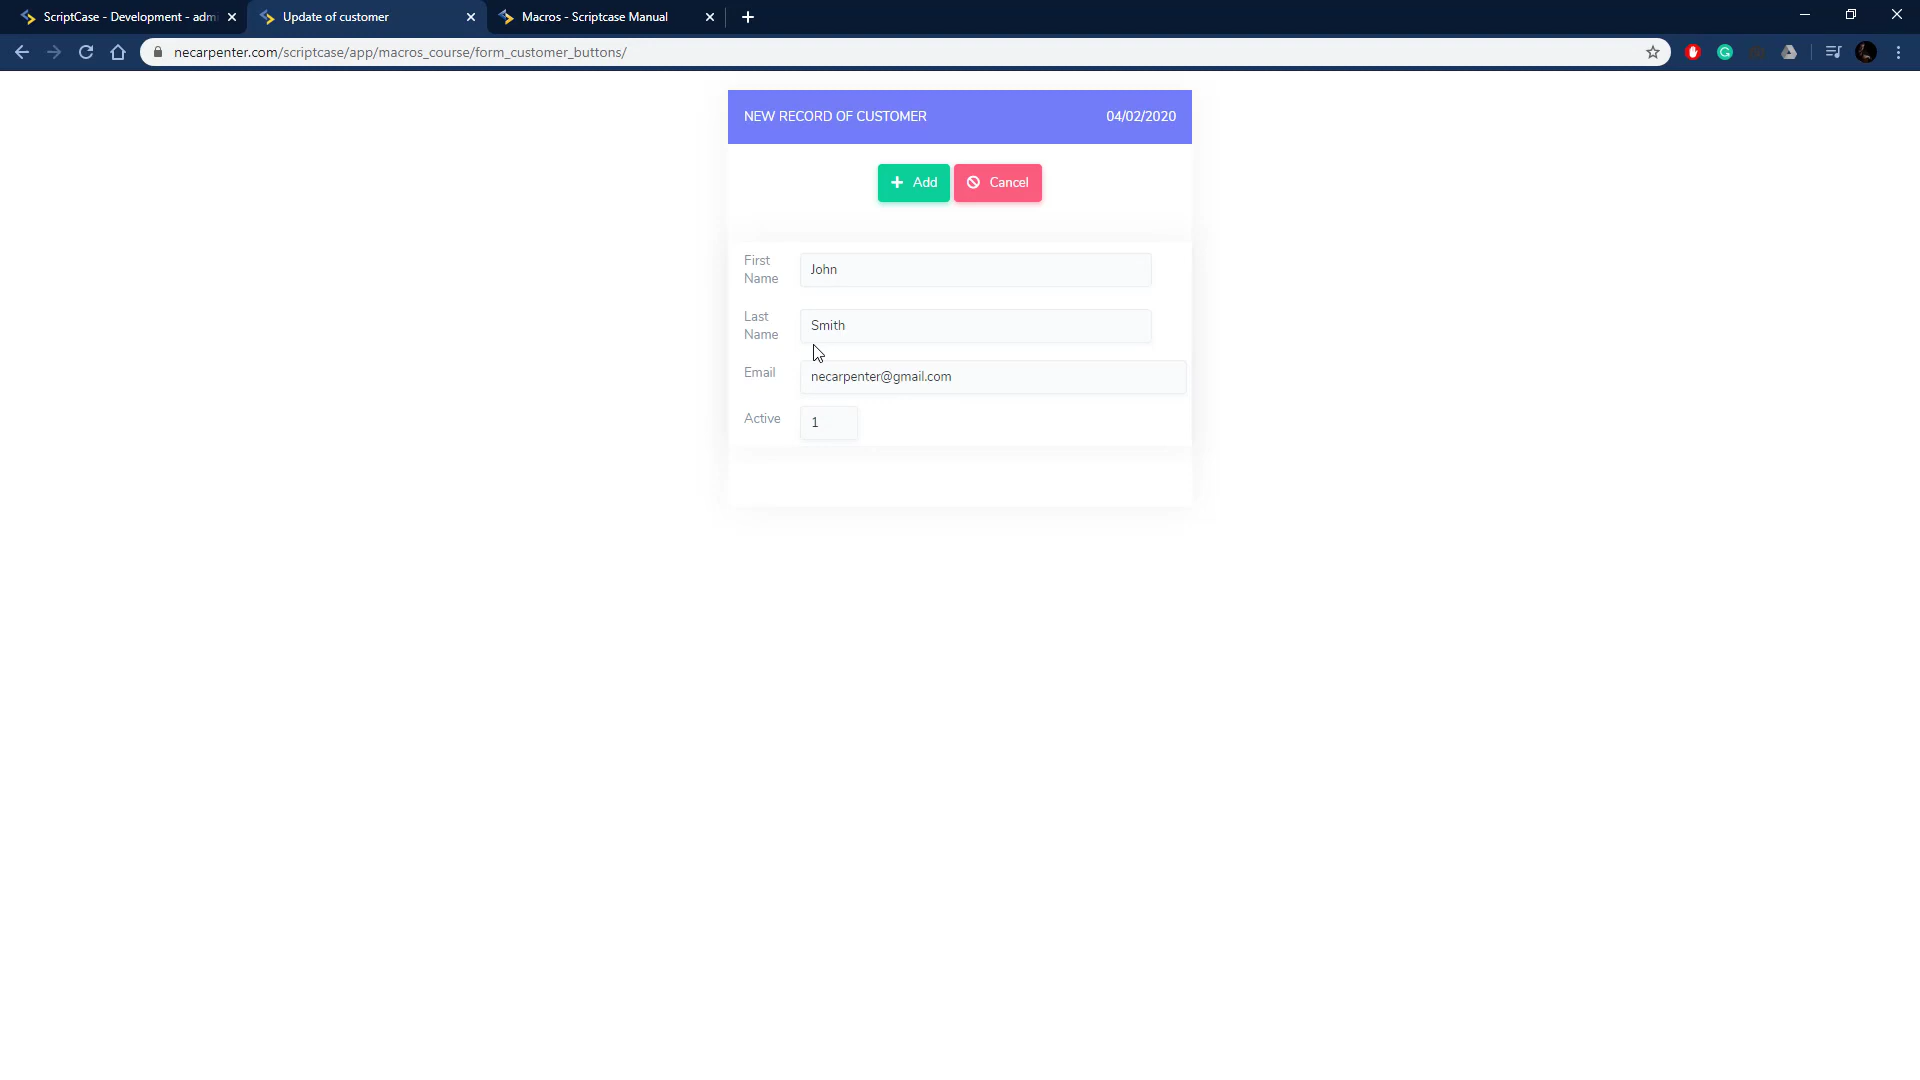 ScriptCase - Development - adm
Update of customer
Macros - Scriptcase Manual
necarpenter.com/scriptcase/app/macros_course/form_customer_buttons/
NEW RECORD OF CUSTOMER 04/02/2020
Add Cancel
First
Name
John
Last
Name
Smith
Email necarpenter@gmail.com
Active 1